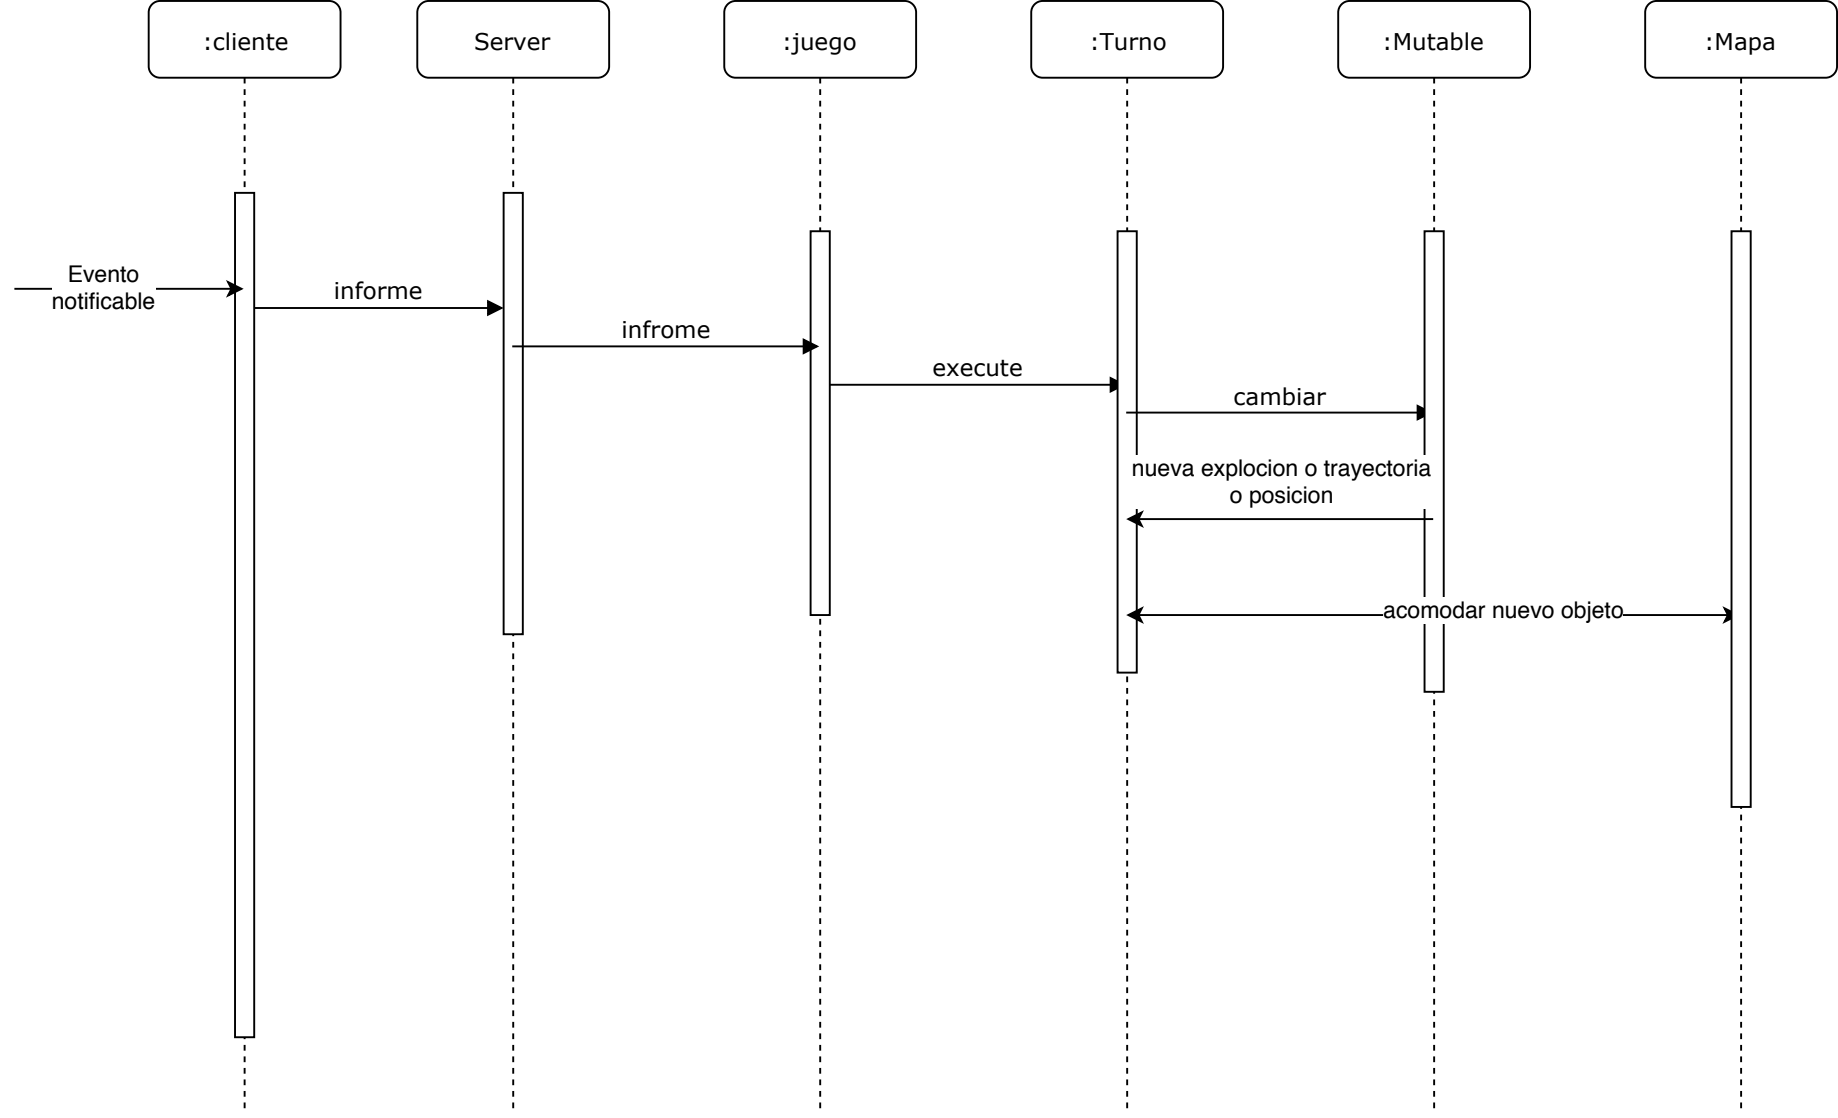 :cliente
Server
:juego
:Turno
:Mutable
:Mapa
Evento
notificable
informe
infrome
execute
cambiar
nueva explocion o trayectoria
o posicion
acomodar nuevo objeto